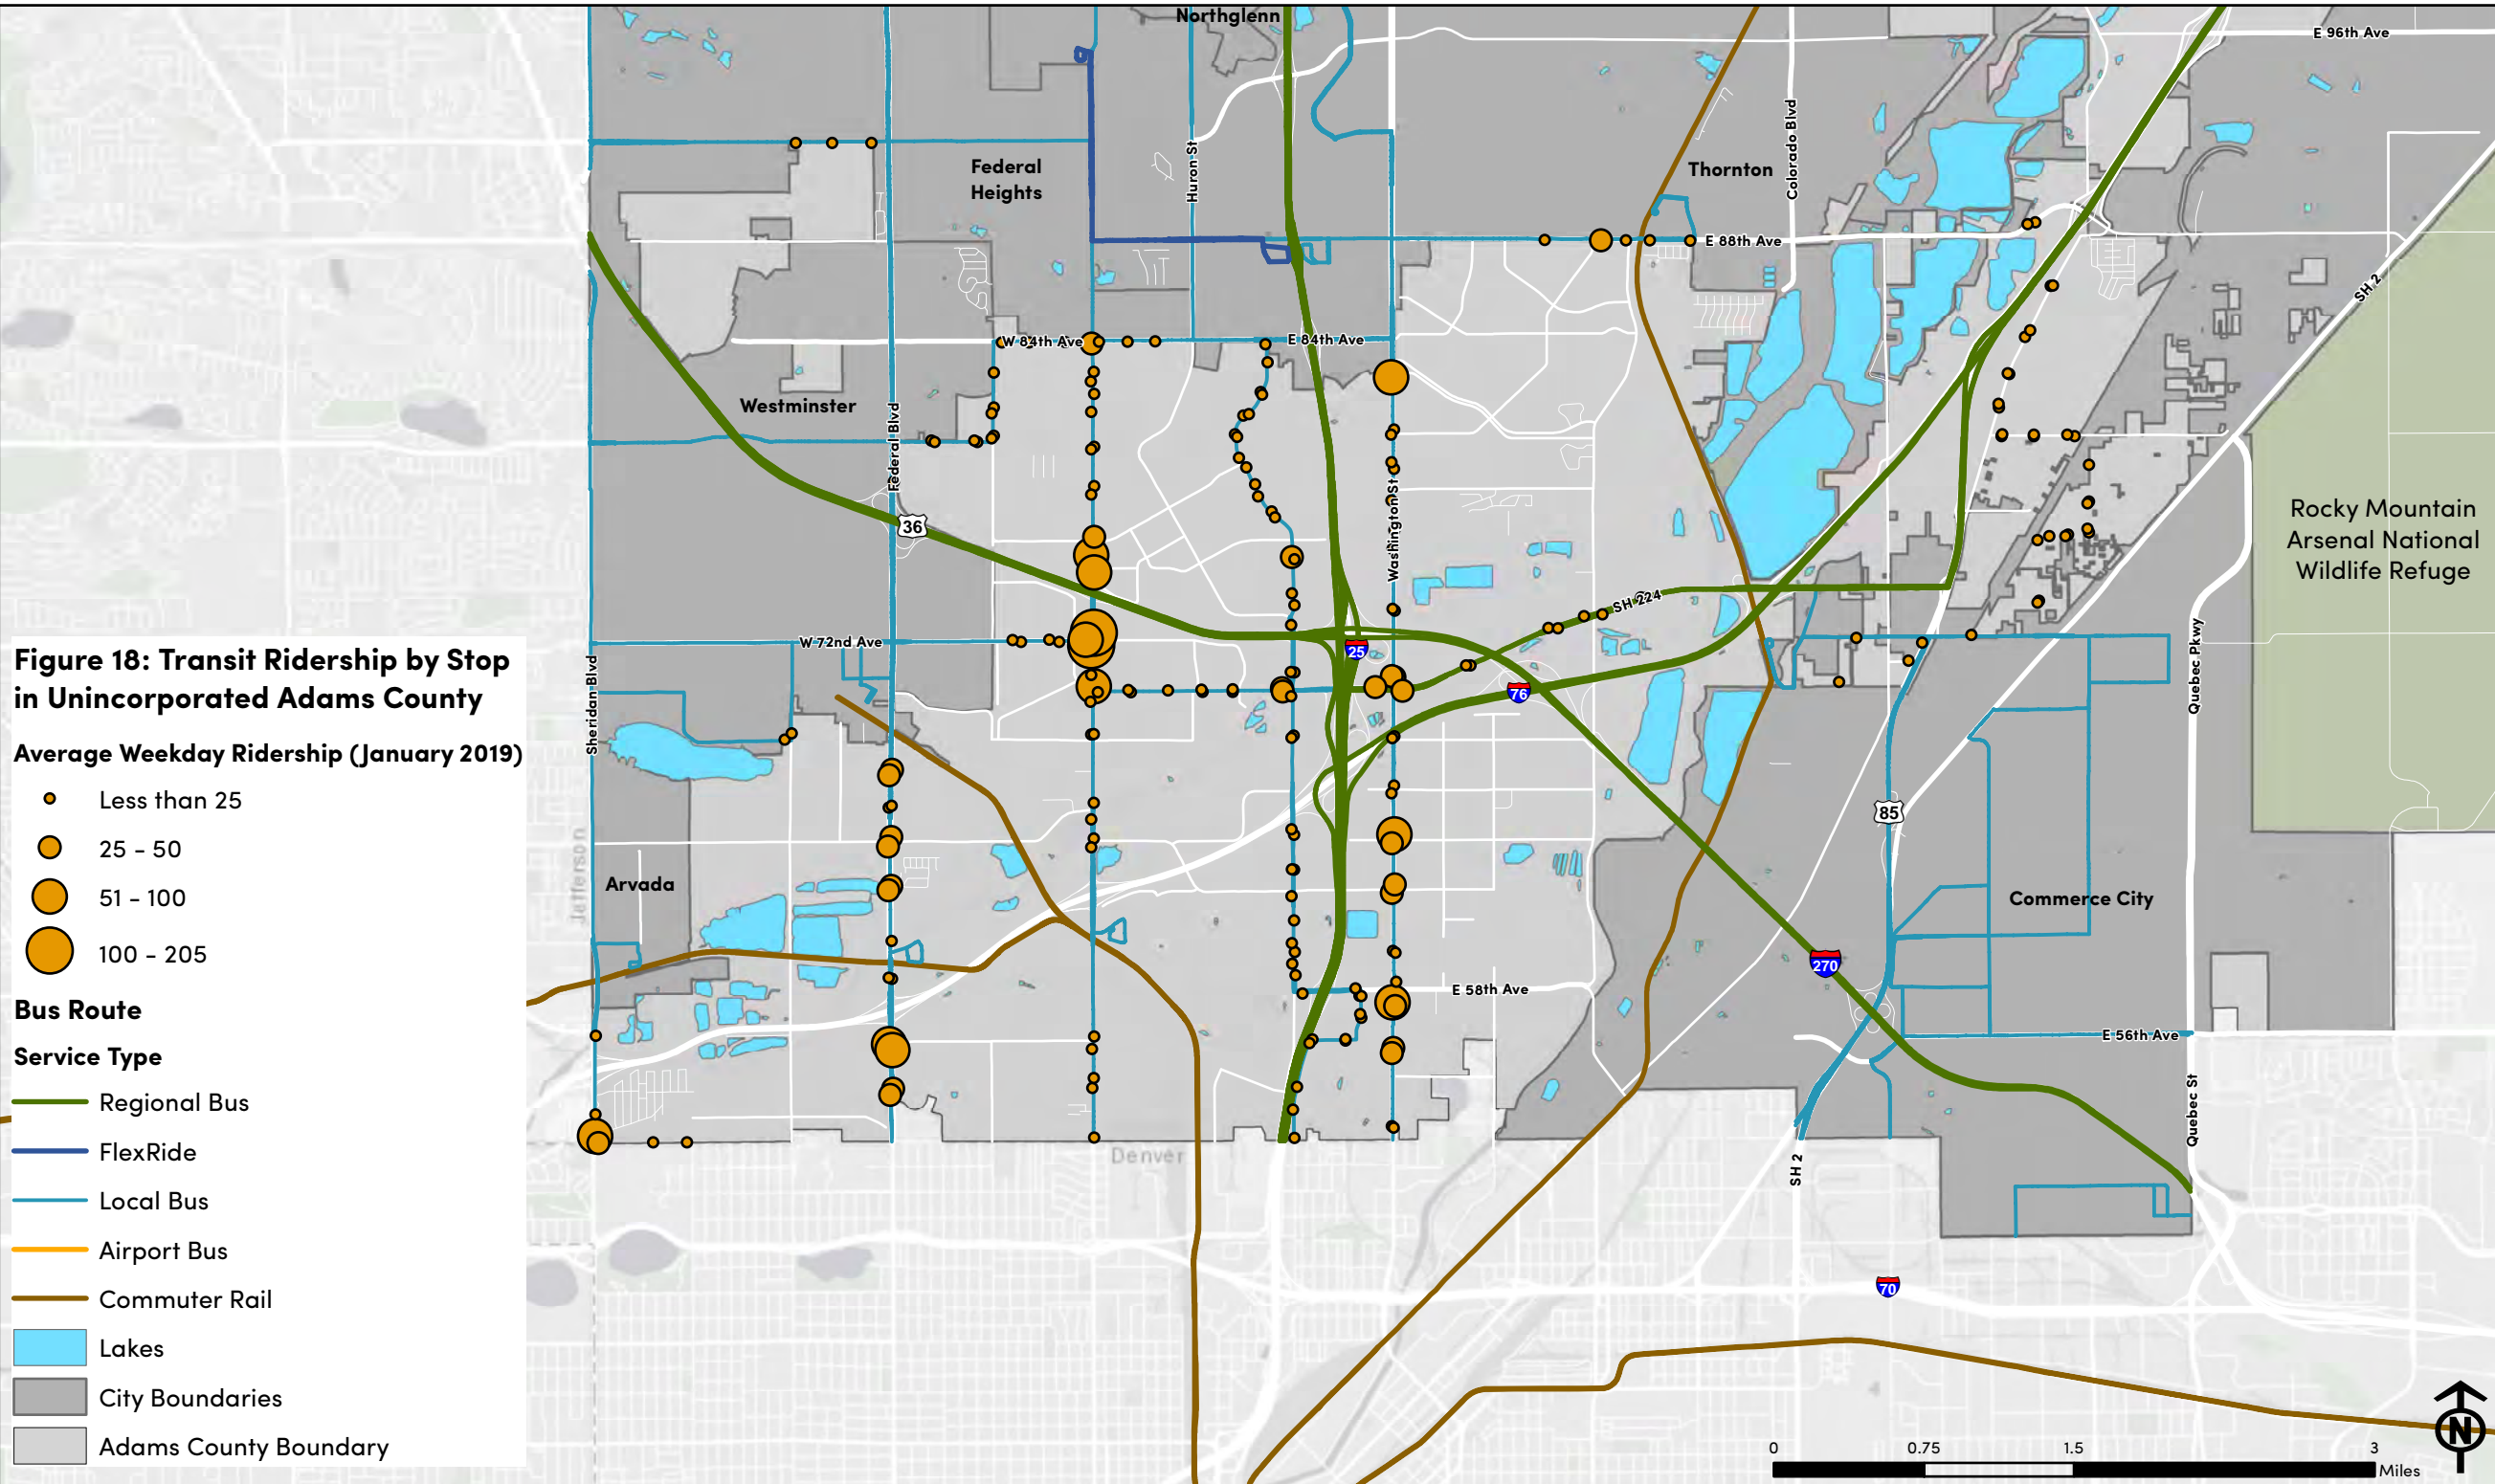 Northglenn
E 96th Ave
Federal
Heights
Huron St
Thornton
Colorado Blvd
E 88th Ave
SH 2
W 84th Ave
E 84th Ave
Westminster
Federal Blvd
Washington St
36
Rocky Mountain
Arsenal National
Wildlife Refuge
SH 224
W 72nd Ave
25
76
Sheridan Blvd
Quebec Pkwy
85
Jefferson
Arvada
Commerce City
270
E 58th Ave
E 56th Ave
Quebec St
Denver
SH 2
70
Figure 18: Transit Ridership by Stop
in Unincorporated Adams County
Average Weekday Ridership (January 2019)
Less than 25
25 - 50
51 - 100
100 - 205
Bus Route
Service Type
Regional Bus
FlexRide
Local Bus
Airport Bus
Commuter Rail
Lakes
City Boundaries
Adams County Boundary
0 0.75 1.5 3
Miles
N